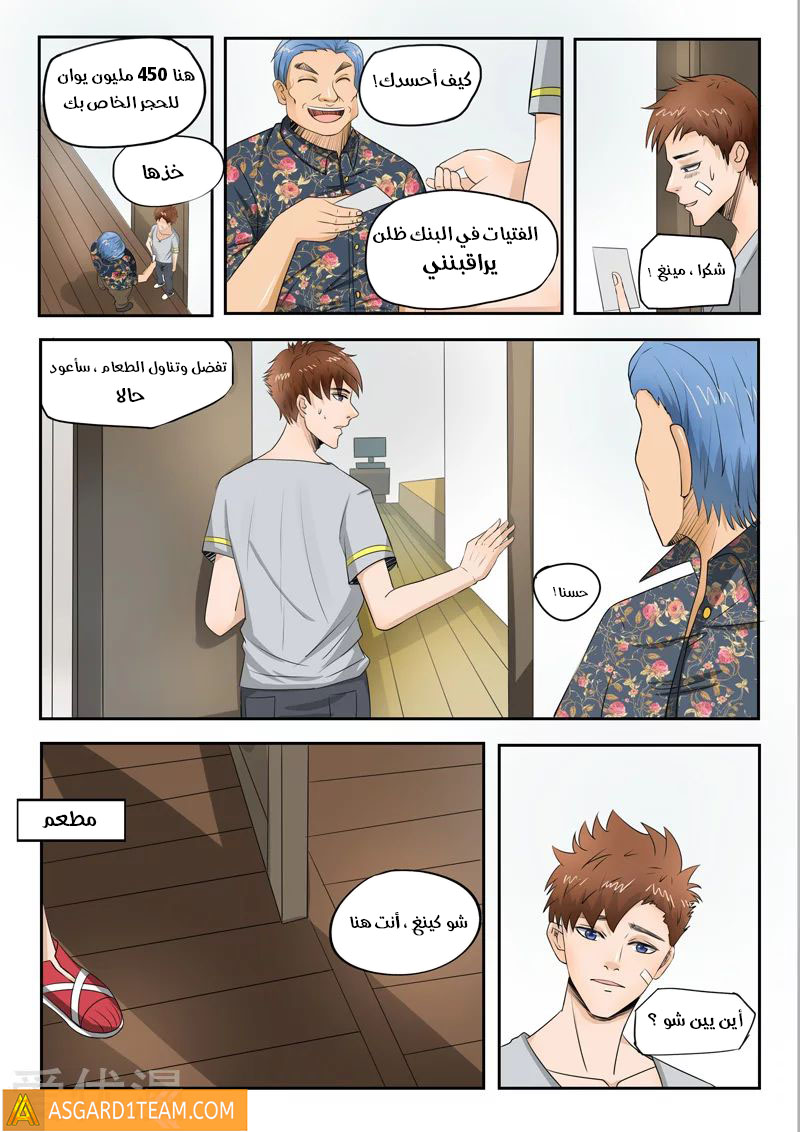 شكرا ، مينغ !
كيف أحسدك!
الفتيات في البنك ظلن
يراقبنني
هنا 450 مليون يوان
للحجر الخاص بك
خذها
تفضل وتناول الطعام ، سأعود
حالا
حسنا!
مطعم
شو كينغ ، أنت هنا
أين يين شو ؟
ASGARD1TEAM.COM